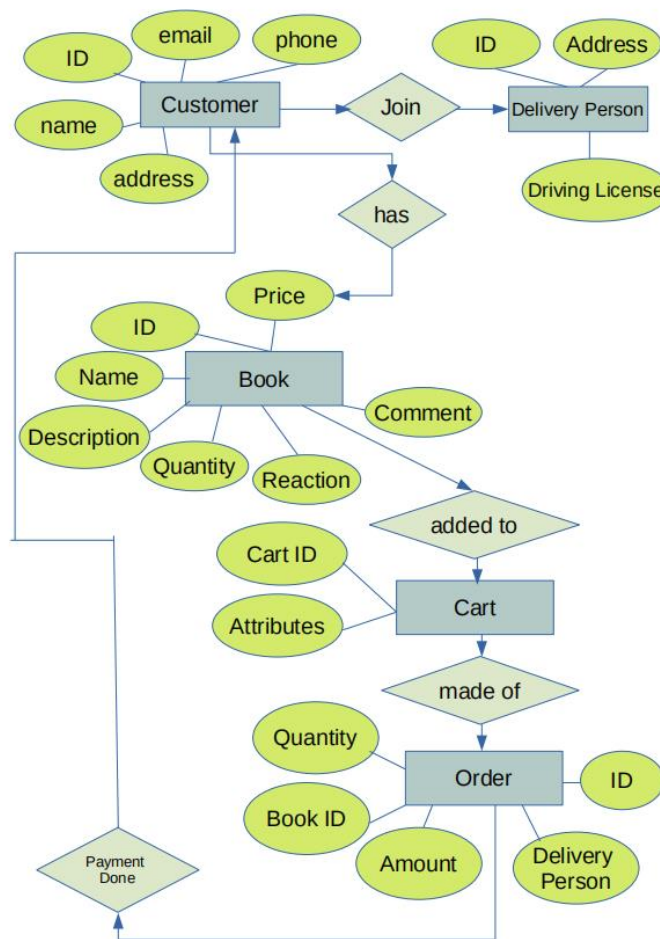 email
phone
ID
Customer
name
address
Join
ID
Address
Delivery Person
Driving License
has
Price
ID
Name
Book
Description
Comment
Quantity
Reaction
added to
Cart ID
Attributes
Cart
made of
Quantity
Order
ID
Book ID
Amount
Delivery
Person
Payment
Done